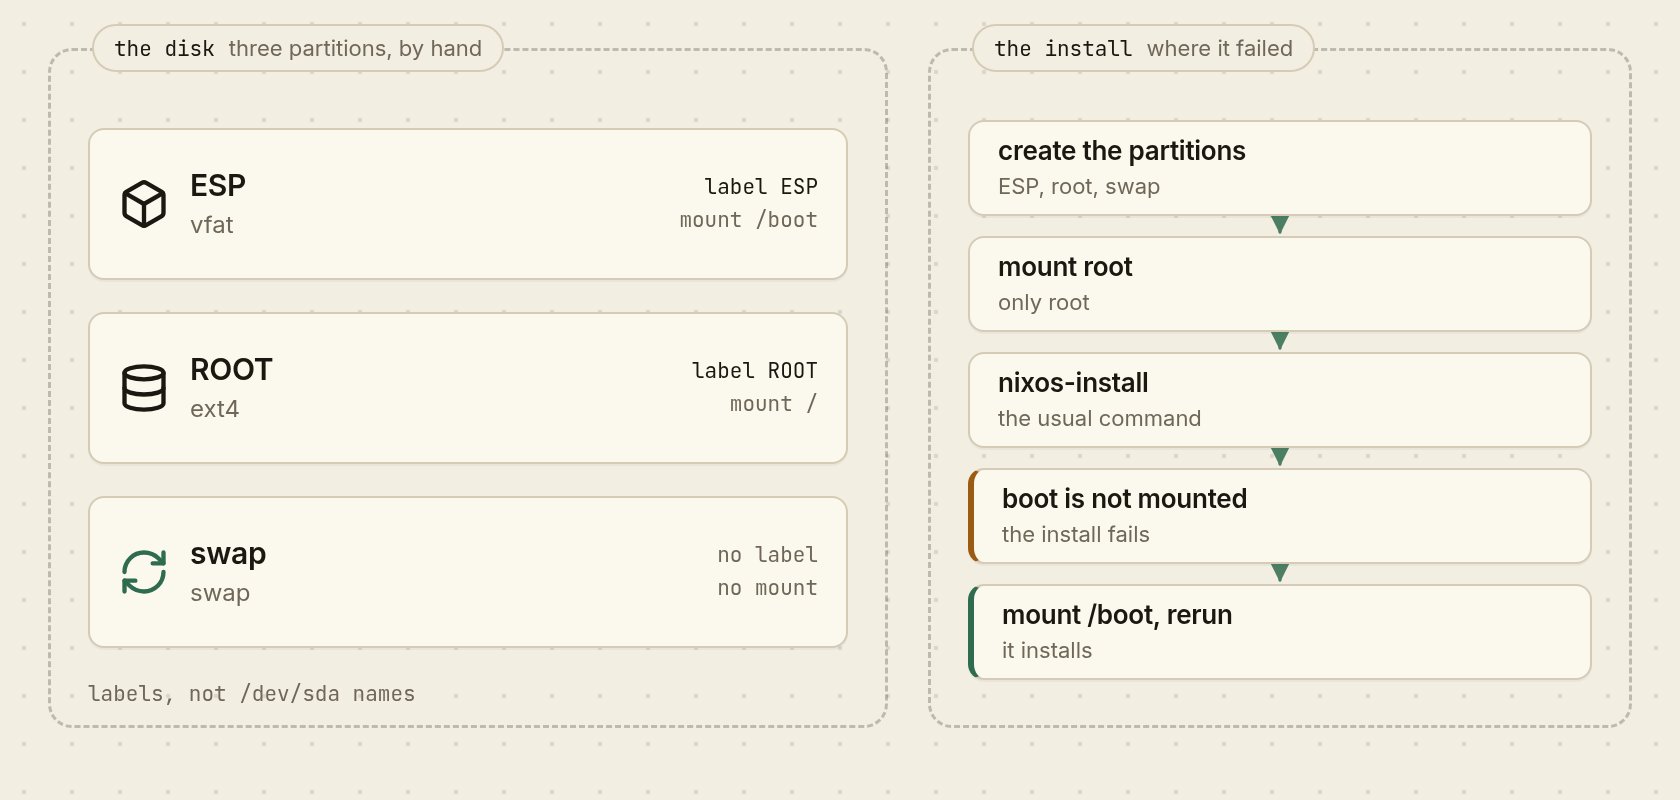 the disk three partitions, by hand
ESP
vfat
label ESP
mount /boot
ROOT
ext4
label ROOT
mount /
swap
swap
no label
no mount
labels, not /dev/sda names
the install where it failed
create the partitions
ESP, root, swap
mount root
only root
nixos-install
the usual command
boot is not mounted
the install fails
mount /boot, rerun
it installs